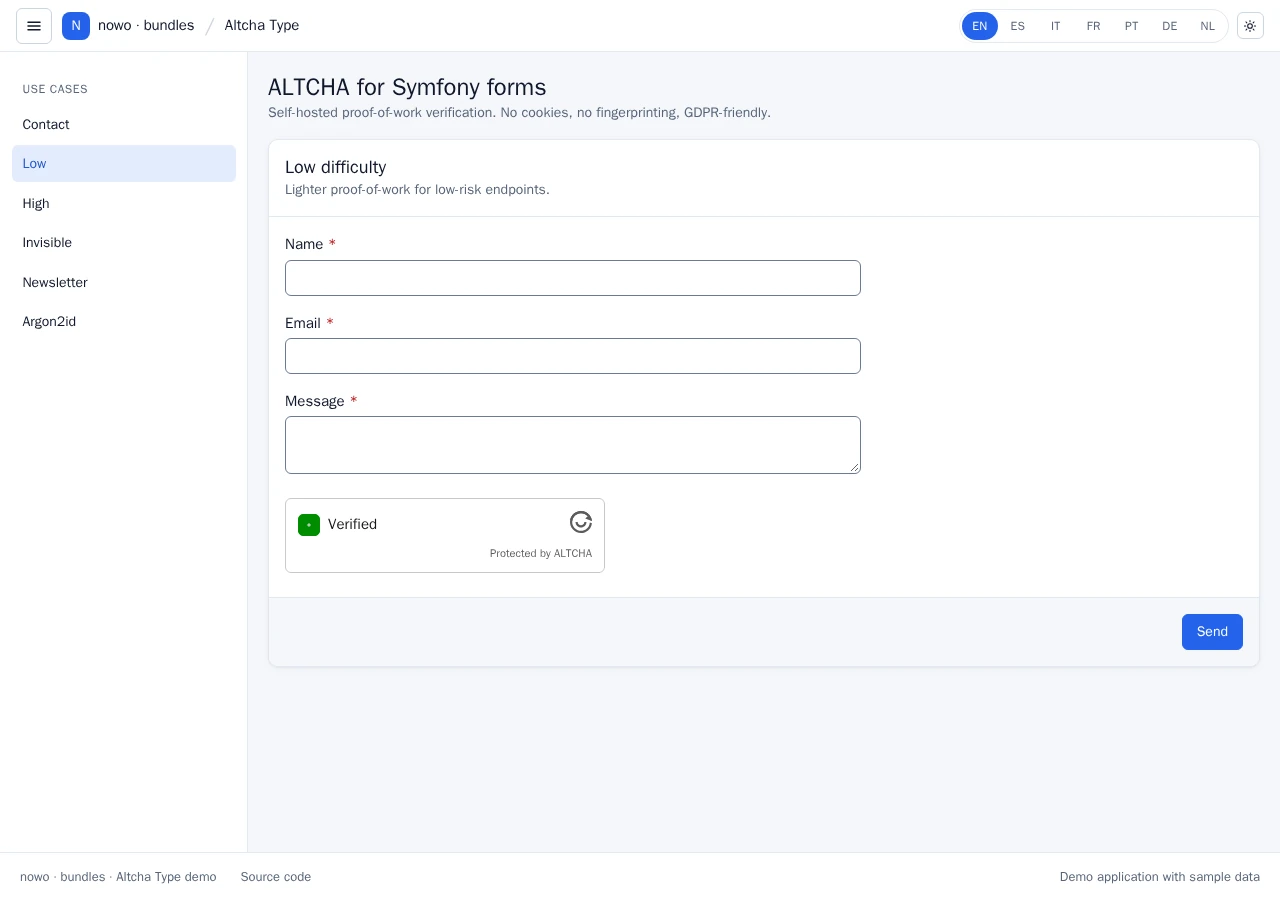 N nowo · bundles / Altcha Type
EN ES IT FR PT DE NL
USE CASES
Contact
Low
High
Invisible
Newsletter
Argon2id
ALTCHA for Symfony forms
Self-hosted proof-of-work verification. No cookies, no fingerprinting, GDPR-friendly.
Low difficulty
Lighter proof-of-work for low-risk endpoints.
Name *
Email *
Message *
Verified
Protected by ALTCHA
Send
nowo · bundles · Altcha Type demo Source code
Demo application with sample data